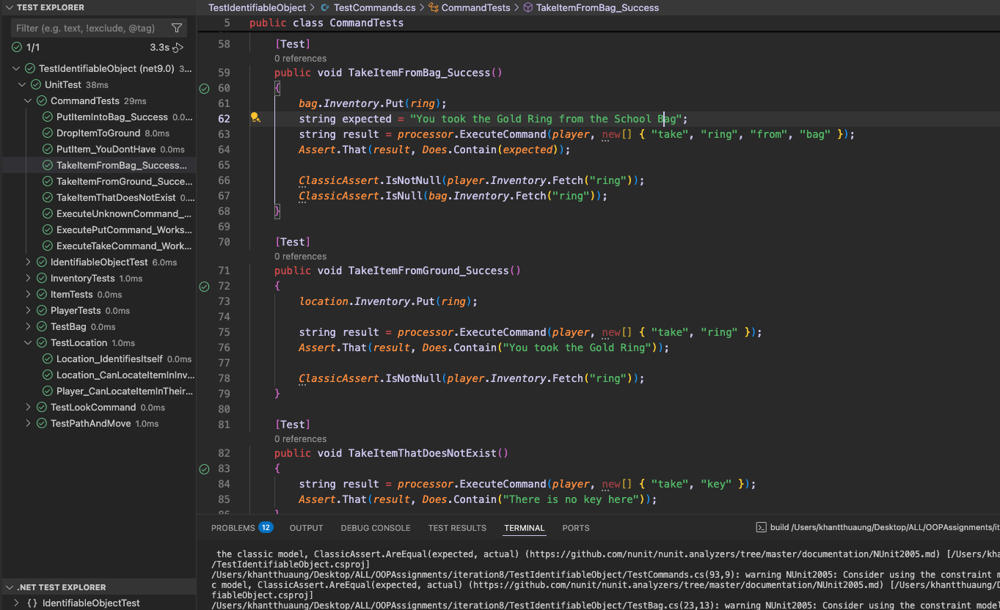 TEST EXPLORER
Filter (e.g. text, !exclude, @tag)
1/1
3.3s
TestIdentifiableObject (net9.0) 3...
UnitTest 38ms
CommandTests 29ms
PutItemIntoBag_Success 0.0...
DropItemToGround 8.0ms
PutItem_YouDontHave 0.0ms
TakeItemFromBag_Success...
TakeItemFromGround_Succe...
TakeItemThatDoesNotExist 0....
ExecuteUnknownCommand_...
ExecutePutCommand_Works...
ExecuteTakeCommand_Work...
IdentifiableObjectTest 6.0ms
InventoryTests 1.0ms
ItemTests 0.0ms
PlayerTests 0.0ms
TestBag 0.0ms
TestLocation 1.0ms
Location_IdentifiesItself 0.0ms
Location_CanLocateItemInInv...
Player_CanLocateItemInTheir...
TestLookCommand 0.0ms
TestPathAndMove 1.0ms
.NET TEST EXPLORER
{} IdentifiableObjectTest
TestIdentifiableObject > TestCommands.cs > CommandTests > TakeItemFromBag_Success
5 public class CommandTests
58 [Test]
0 references
59 public void TakeItemFromBag_Success()
60 {
61 bag.Inventory.Put(ring);
62 string expected = "You took the Gold Ring from the School Bag";
63 string result = processor.ExecuteCommand(player, new[] { "take", "ring", "from", "bag" });
64 Assert.That(result, Does.Contain(expected));
65
66 ClassicAssert.IsNotNull(player.Inventory.Fetch("ring"));
67 ClassicAssert.IsNull(bag.Inventory.Fetch("ring"));
68 }
69
70 [Test]
0 references
71 public void TakeItemFromGround_Success()
72 {
73 location.Inventory.Put(ring);
74
75 string result = processor.ExecuteCommand(player, new[] { "take", "ring" });
76 Assert.That(result, Does.Contain("You took the Gold Ring"));
77
78 ClassicAssert.IsNotNull(player.Inventory.Fetch("ring"));
79 }
80
81 [Test]
0 references
82 public void TakeItemThatDoesNotExist()
83 {
84 string result = processor.ExecuteCommand(player, new[] { "take", "key" });
85 Assert.That(result, Does.Contain("There is no key here"));
86 }
PROBLEMS 12 OUTPUT DEBUG CONSOLE TEST RESULTS TERMINAL PORTS
build /Users/khantthuaung/Desktop/ALL/OOPAssignments/it
the classic model, ClassicAssert.AreEqual(expected, actual) (https://github.com/nunit/nunit.analyzers/tree/master/documentation/NUnit2005.md) [/Users/kha
/TestIdentifiableObject.csproj]
/Users/khantthuaung/Desktop/ALL/OOPAssignments/iteration8/TestIdentifiableObject/TestCommands.cs(93,9): warning NUnit2005: Consider using the constraint m
c model, ClassicAssert.AreEqual(expected, actual) (https://github.com/nunit/nunit.analyzers/tree/master/documentation/NUnit2005.md) [/Users/khantthuaung/D
fiableObject.csproj]
/Users/khantthuaung/Desktop/ALL/OOPAssignments/iteration8/TestIdentifiableObject/TestBag.cs(23,13): warning NUnit2005: Consider using the constraint model